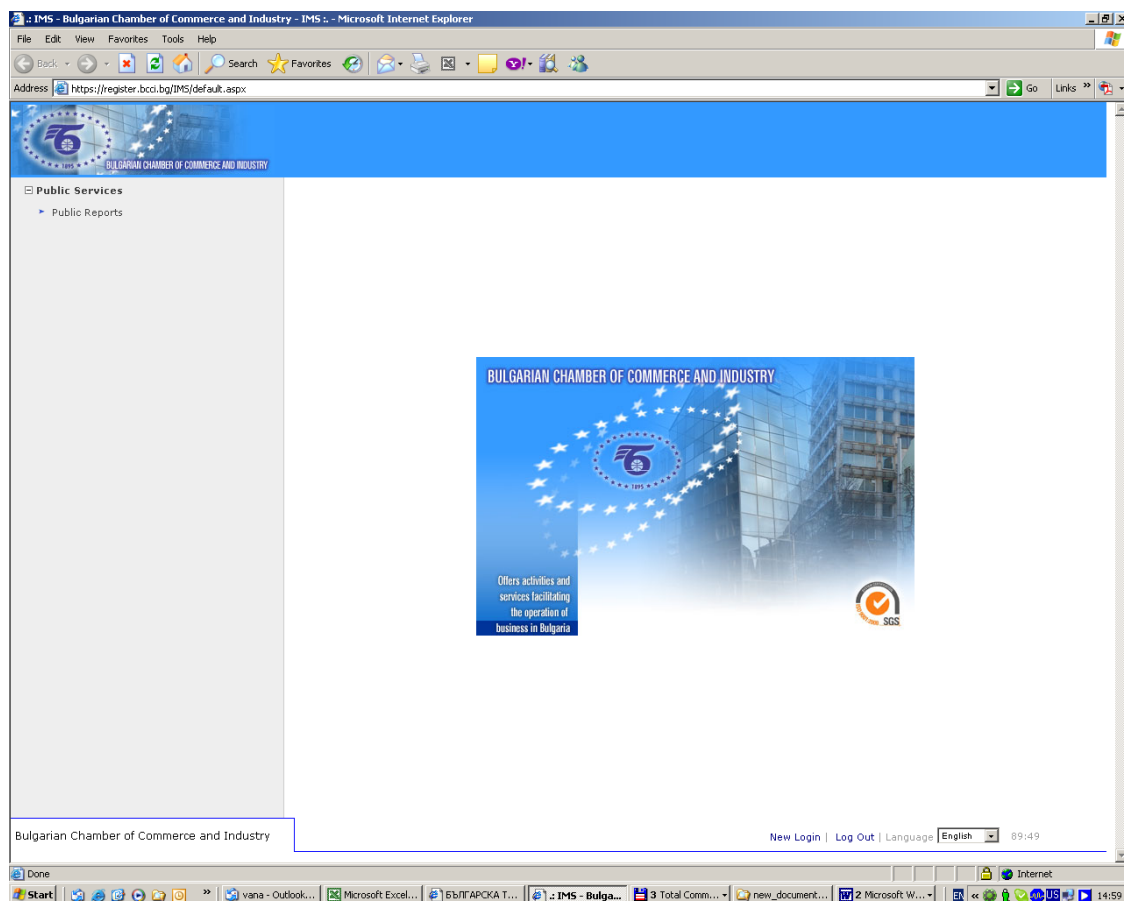 .: IMS - Bulgarian Chamber of Commerce and Industry - IMS :. - Microsoft Internet Explorer
File Edit View Favorites Tools Help
Back Search Favorites
Address https://register.bcci.bg/IMS/default.aspx Go Links »
1895
BULGARIAN CHAMBER OF COMMERCE AND INDUSTRY
Public Services
Public Reports
BULGARIAN CHAMBER OF COMMERCE AND INDUSTRY
1895
Offers activities and
services facilitating
the operation of
business in Bulgaria
SGS
Bulgarian Chamber of Commerce and Industry
New Login | Log Out | Language English 89:49
Done Internet
Start » vana - Outlook... Microsoft Excel... БЪЛГАРСКА Т... .: IMS - Bulga... 3 Total Comm... new_document... 2 Microsoft W... EN « US 14:59